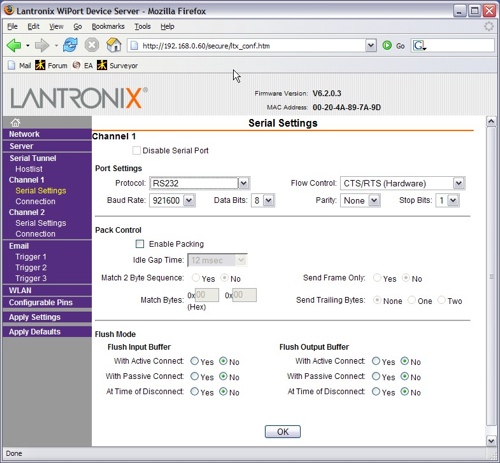 Lantronix WiPort Device Server - Mozilla Firefox
File Edit View Go Bookmarks Tools Help
http://192.168.0.60/secure/ltx_conf.htm Go
Mail Forum EA Surveyor
LANTRONIX®
Firmware Version: V6.2.0.3
MAC Address: 00-20-4A-89-7A-9D
Network
Server
Serial Tunnel
Hostlist
Channel 1
Serial Settings
Connection
Channel 2
Serial Settings
Connection
Email
Trigger 1
Trigger 2
Trigger 3
WLAN
Configurable Pins
Apply Settings
Apply Defaults
Serial Settings
Channel 1
Disable Serial Port
Port Settings
Protocol: RS232 Flow Control: CTS/RTS (Hardware)
Baud Rate: 921600 Data Bits: 8 Parity: None Stop Bits: 1
Pack Control
Enable Packing
Idle Gap Time: 12 msec
Match 2 Byte Sequence: Yes No Send Frame Only: Yes No
Match Bytes: 0x 00 0x 00 Send Trailing Bytes: None One Two
(Hex)
Flush Mode
Flush Input Buffer Flush Output Buffer
With Active Connect: Yes No With Active Connect: Yes No
With Passive Connect: Yes No With Passive Connect: Yes No
At Time of Disconnect: Yes No At Time of Disconnect: Yes No
OK
Done